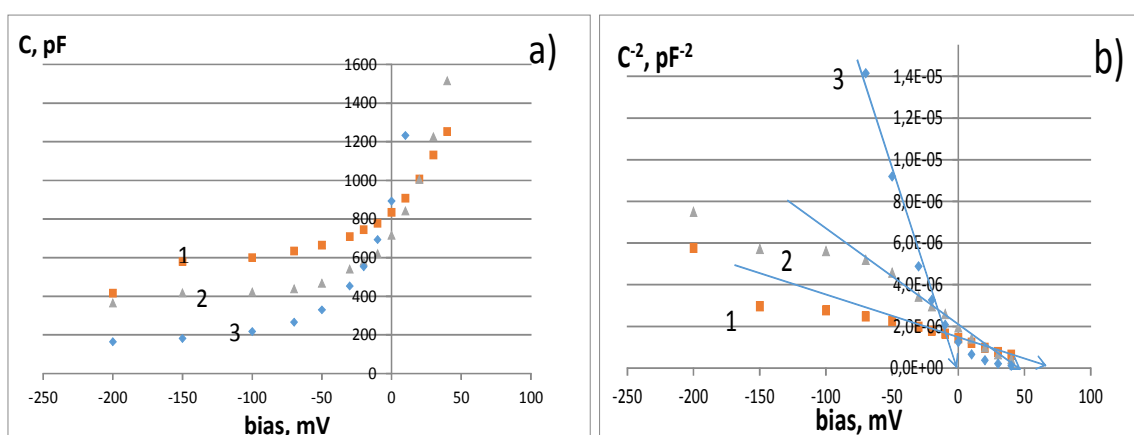 C, pF
a)
1600
1400
1200
1000
800
600
400
200
0
1
2
3
-250 -200 -150 -100 -50 0 50 100
bias, mV
C-2, pF-2
b)
1,4E-05
1,2E-05
1,0E-05
8,0E-06
6,0E-06
4,0E-06
2,0E-06
0,0E+00
3
2
1
-250 -200 -150 -100 -50 0 50 100
bias, mV